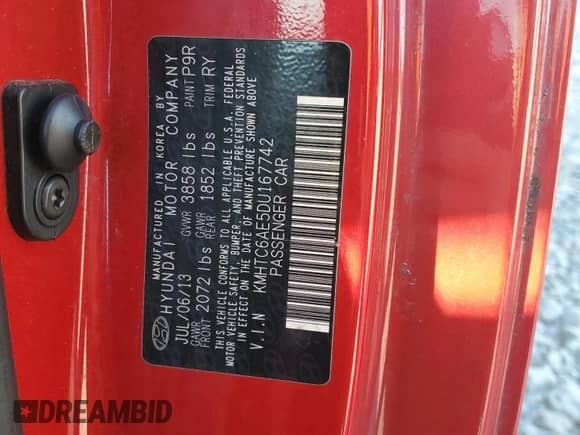 MANUFACTURED IN KOREA BY
HYUNDAI MOTOR COMPANY
JUL/06/13 GVWR 3858 lbs PAINT P9R
GAWR FRONT 2072 lbs GAWR REAR 1852 lbs TRIM RY
THIS VEHICLE CONFORMS TO ALL APPLICABLE U.S.A. FEDERAL
MOTOR VEHICLE SAFETY, BUMPER, AND THEFT PREVENTION STANDARDS
IN EFFECT ON THE DATE OF MANUFACTURE SHOWN ABOVE
V.I.N KMHTC6AE5DU167742
PASSENGER CAR
DREAMBID